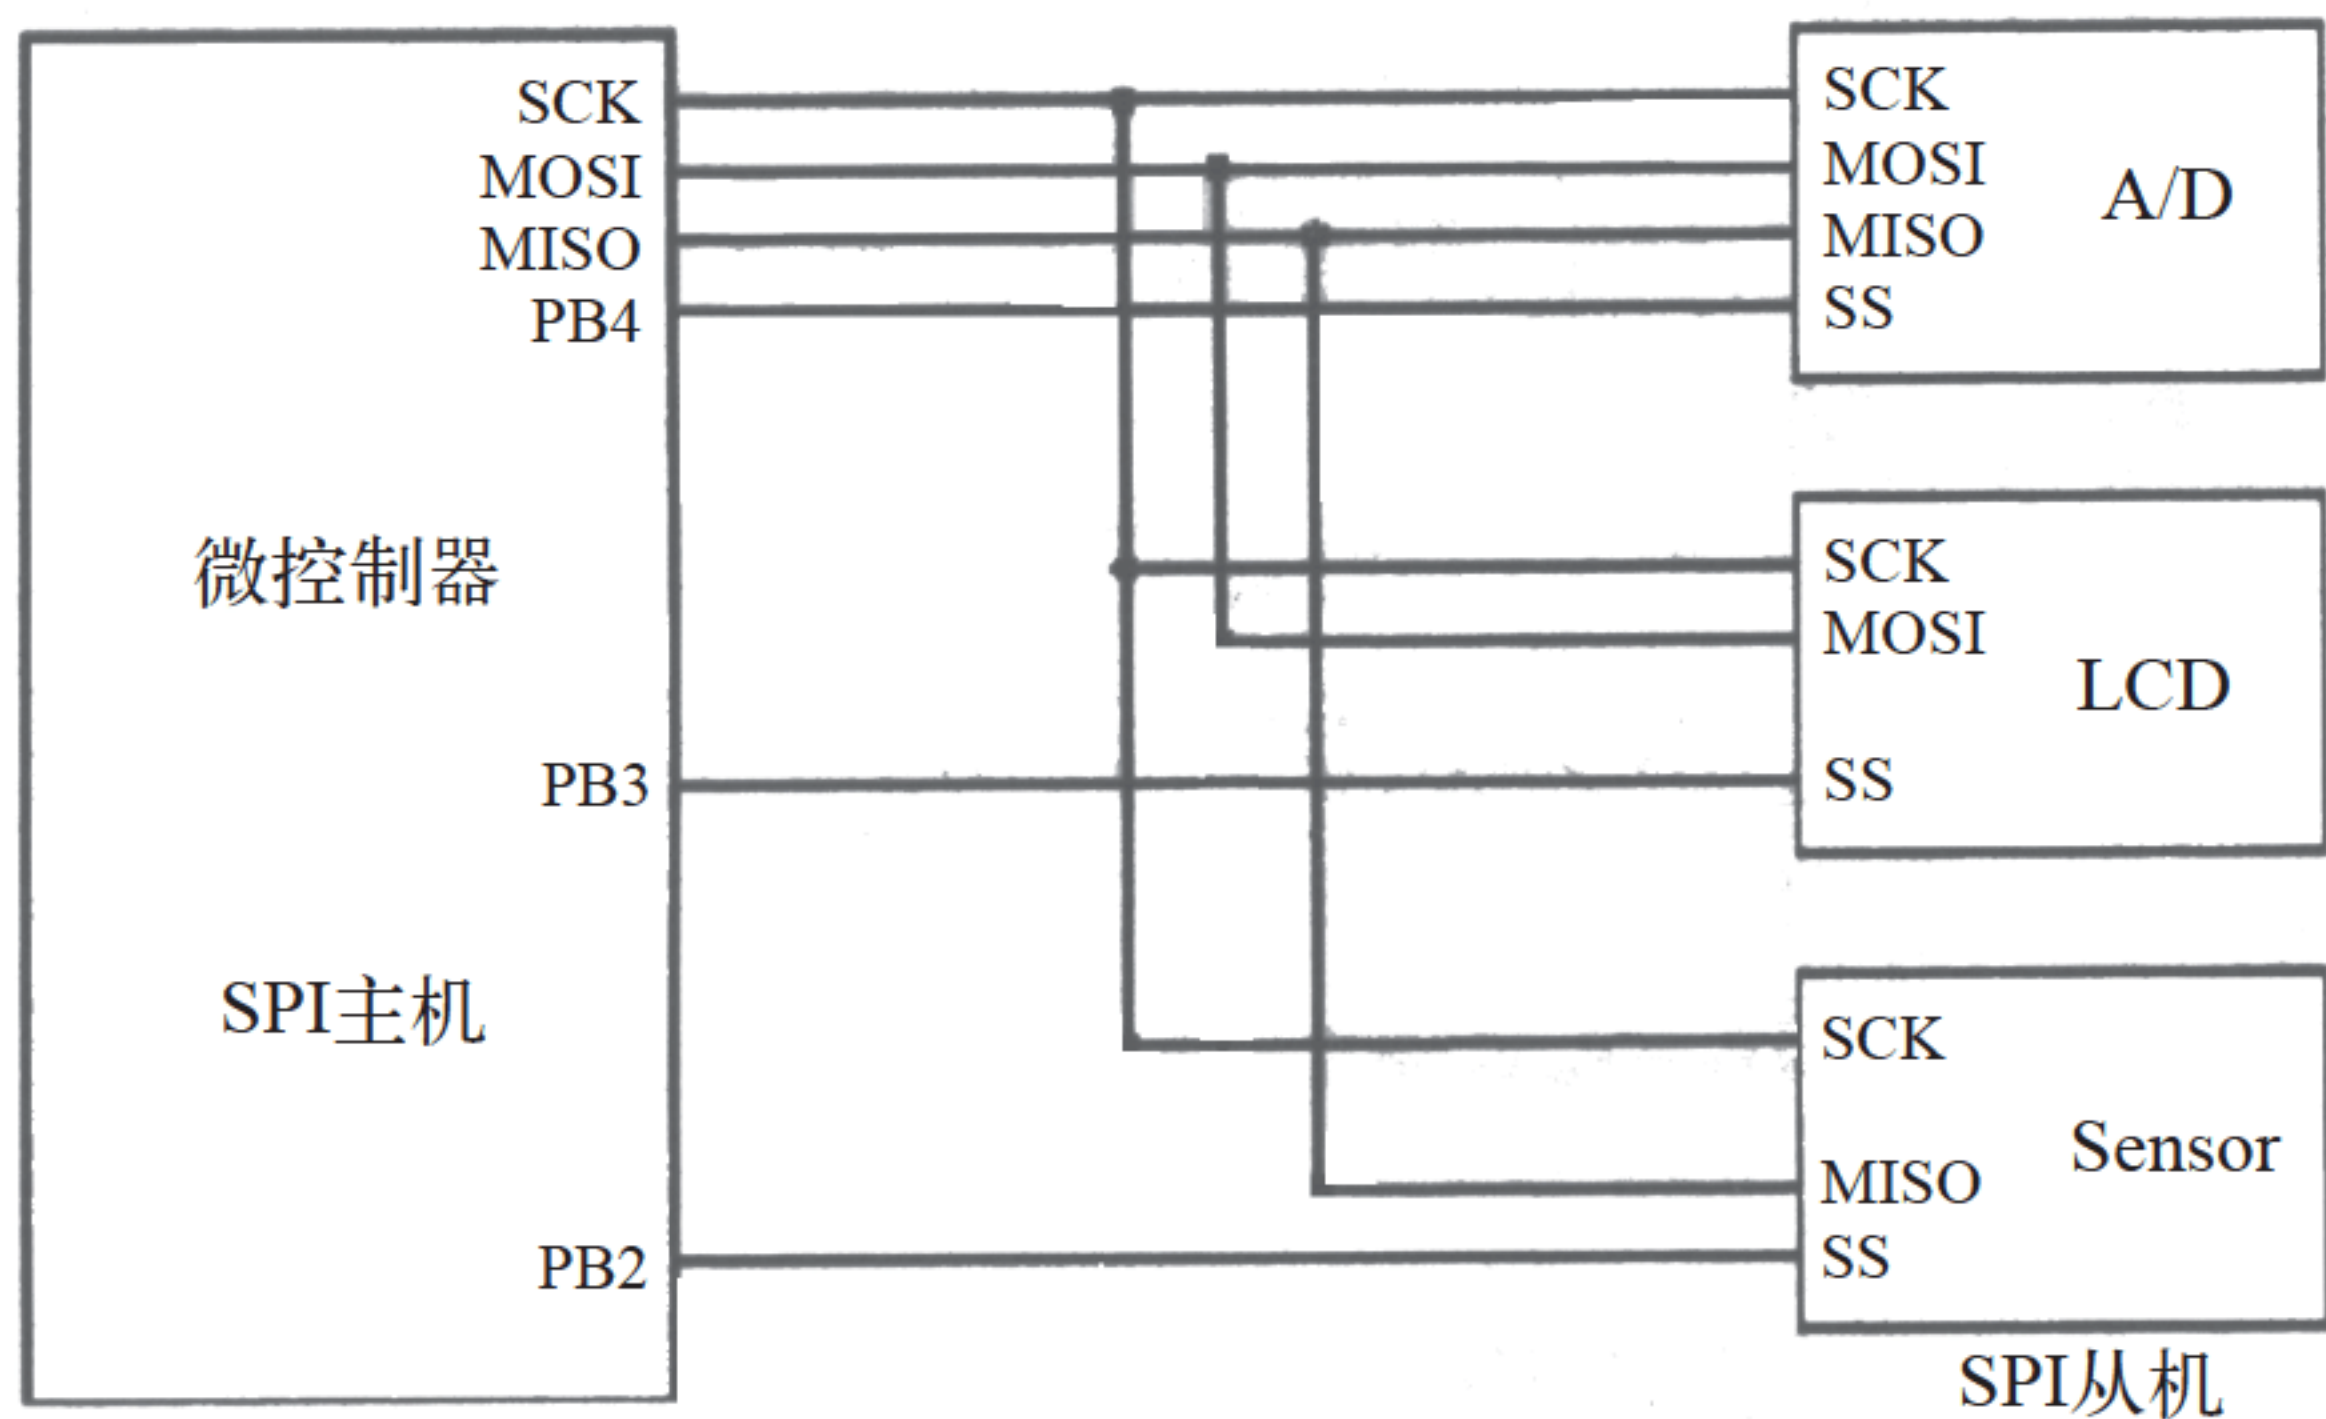 SCK
MOSI
MISO
PB4
微控制器
PB3
SPI主机
PB2
SCK
MOSI
A/D
MISO
SS
SCK
MOSI
LCD
SS
SCK
Sensor
MISO
SS
SPI从机